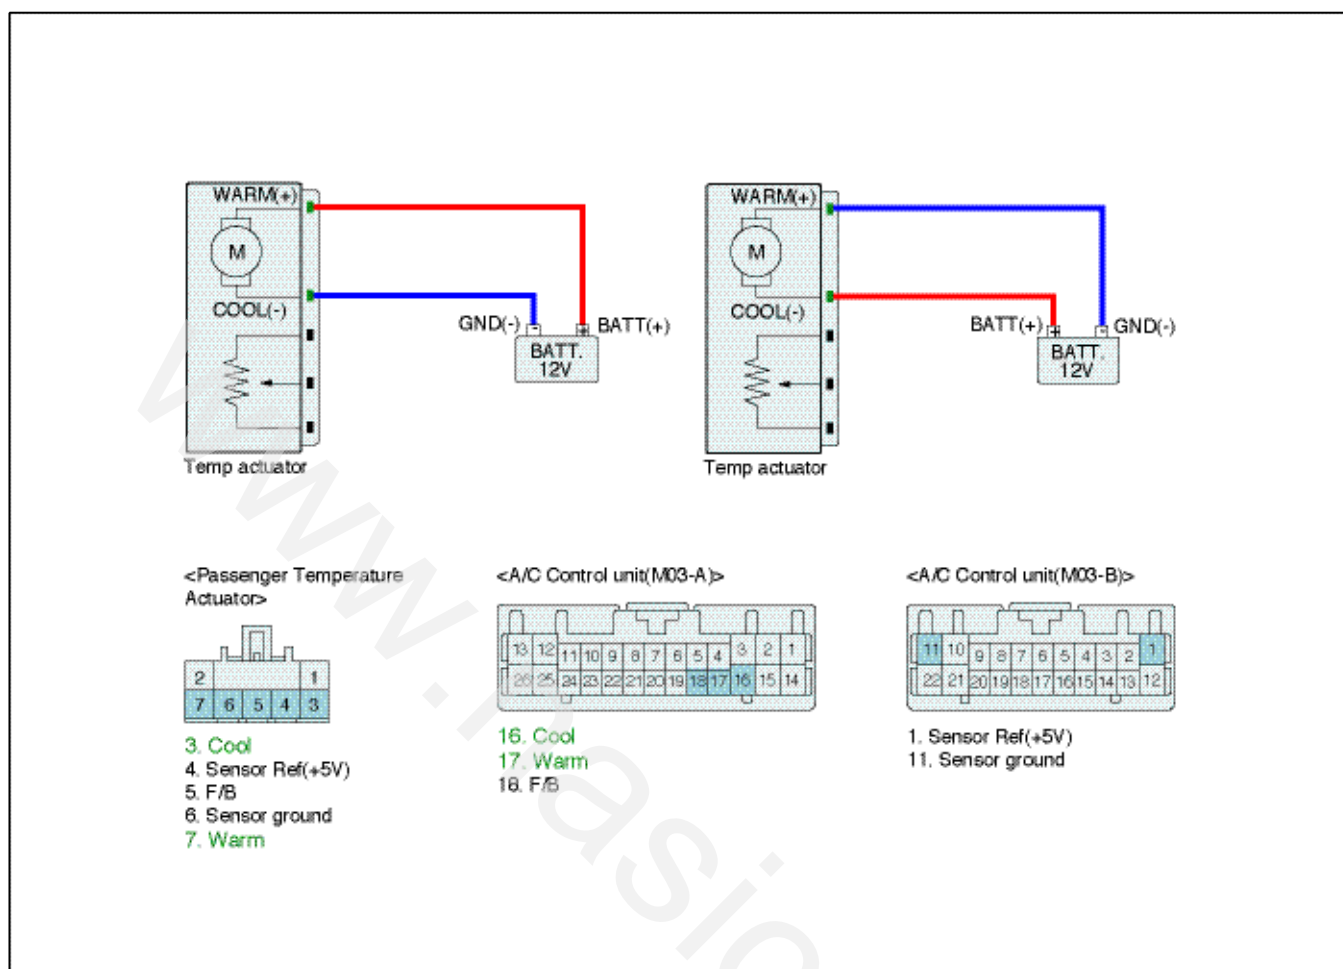 WARM(+)
M
COOL(-)
GND(-)
-
+
BATT(+)
BATT.
12V
Temp actuator
WARM(+)
M
COOL(-)
BATT(+)
+
-
GND(-)
BATT.
12V
Temp actuator
<Passenger Temperature
Actuator>
2 1
7 6 5 4 3
3. Cool
4. Sensor Ref(+5V)
5. F/B
6. Sensor ground
7. Warm
<A/C Control unit(M03-A)>
13 12 11 10 9 8 7 6 5 4 3 2 1
26 25 24 23 22 21 20 19 18 17 16 15 14
16. Cool
17. Warm
18. F/B
<A/C Control unit(M03-B)>
11 10 9 8 7 6 5 4 3 2 1
22 21 20 19 18 17 16 15 14 13 12
1. Sensor Ref(+5V)
11. Sensor ground